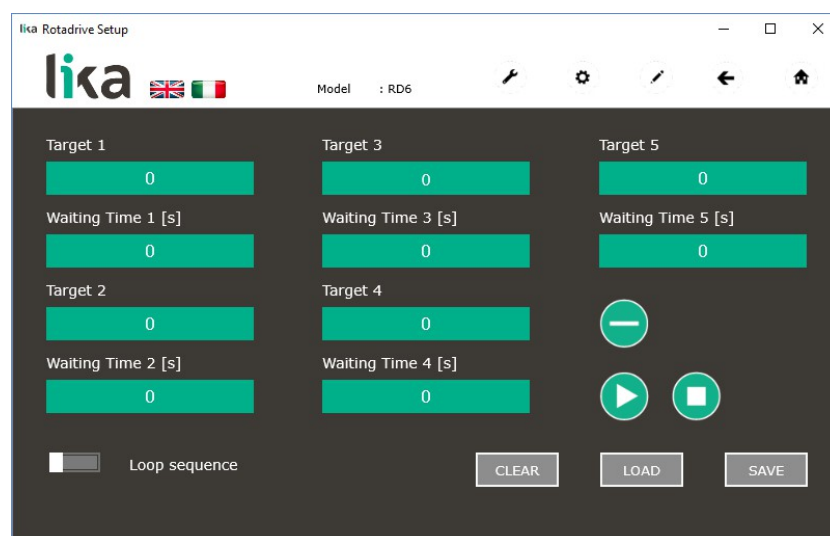 lika Rotadrive Setup
lika
Model : RD6
Target 1
0
Waiting Time 1 [s]
0
Target 2
0
Waiting Time 2 [s]
0
Target 3
0
Waiting Time 3 [s]
0
Target 4
0
Waiting Time 4 [s]
0
Target 5
0
Waiting Time 5 [s]
0
Loop sequence
CLEAR
LOAD
SAVE